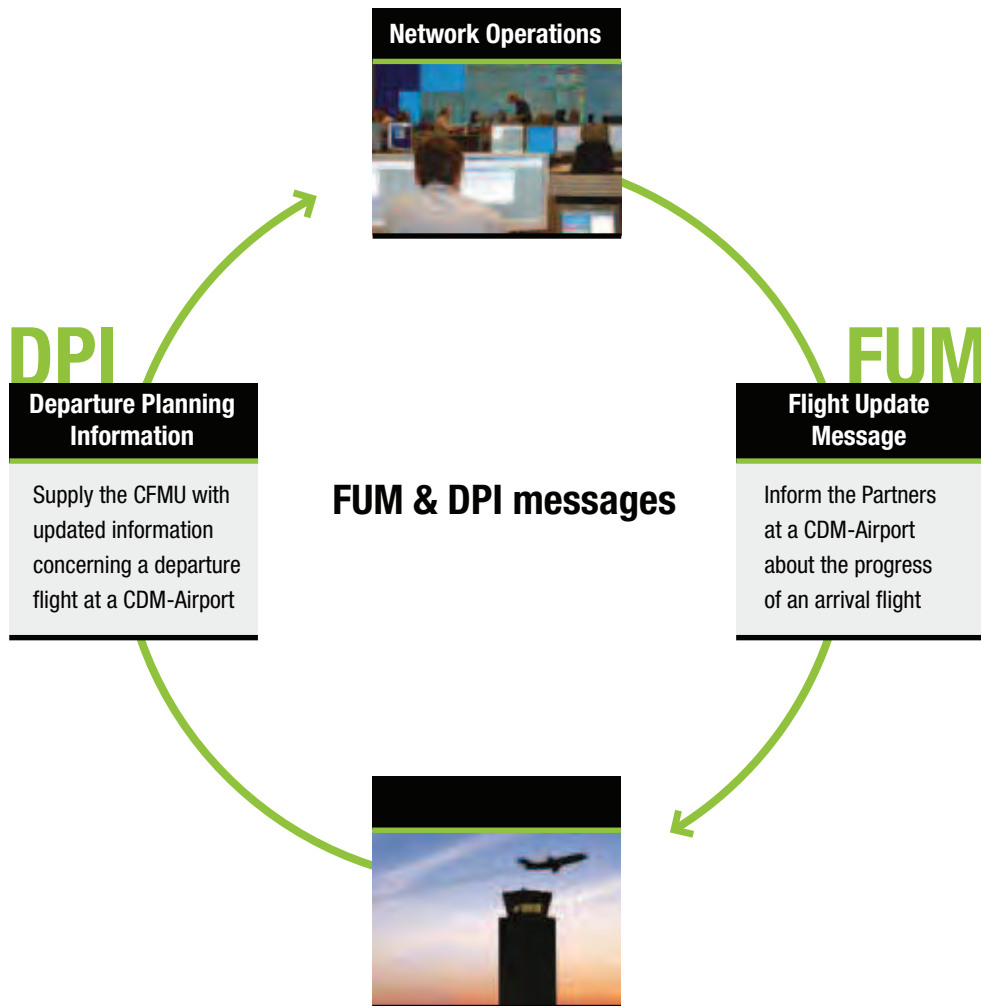 Network Operations
DPI
Departure Planning
Information
Supply the CFMU with
updated information
concerning a departure
flight at a CDM-Airport
FUM & DPI messages
FUM
Flight Update
Message
Inform the Partners
at a CDM-Airport
about the progress
of an arrival flight